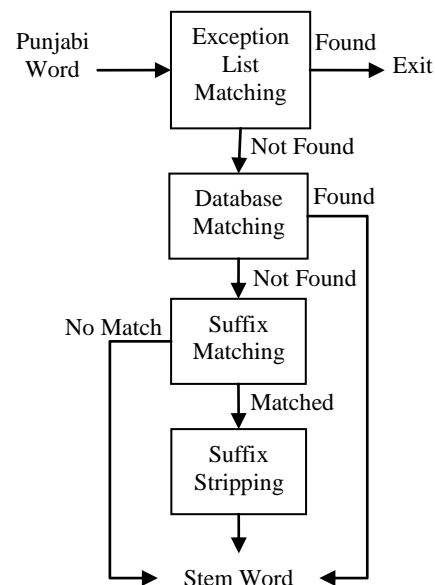 Punjabi
Word
Exception
List
Matching
Found
Exit
Not Found
Database
Matching
Found
Not Found
No Match
Suffix
Matching
Matched
Suffix
Stripping
Stem Word